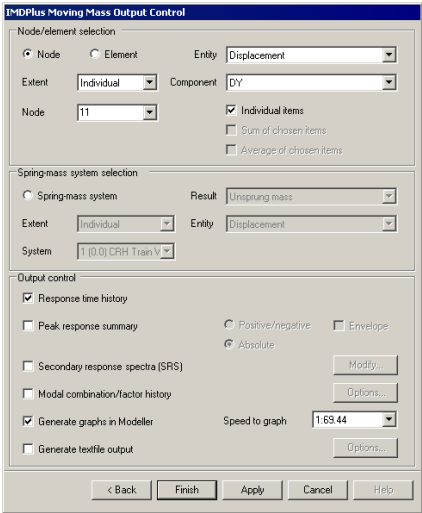 IMDPlus Moving Mass Output Control
Node/element selection
Node Element Entity Displacement
Extent Individual Component DY
Node 11 Individual items
Sum of chosen items
Average of chosen items
Spring-mass system selection
Spring-mass system Result Unsprung mass
Extent Individual Entity Displacement
System 1 (0.0) CRH Train V
Output control
Response time history
Peak response summary Positive/negative Envelope
Absolute
Secondary response spectra (SRS) Modify...
Modal combination/factor history Options...
Generate graphs in Modeller Speed to graph 1:69.44
Generate textfile output Options...
< Back Finish Apply Cancel Help